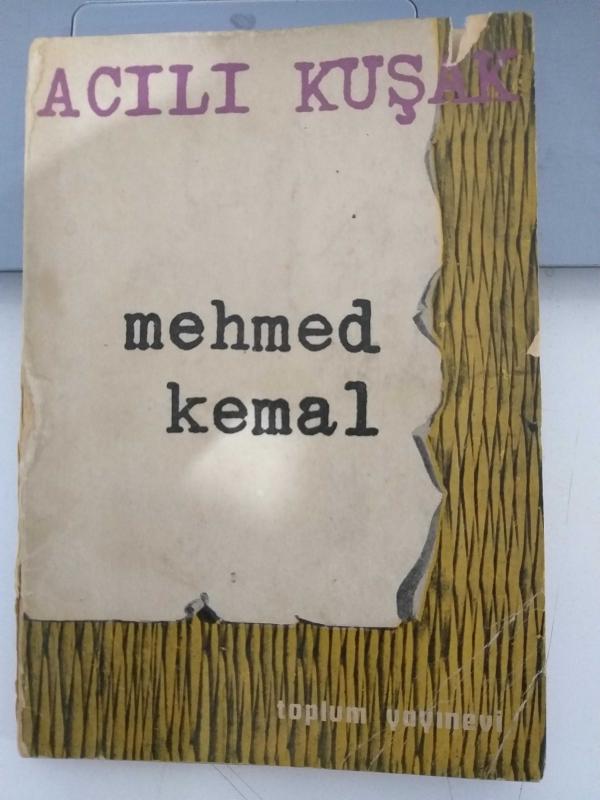 ACILI KUŞAK
mehmed
kemal
toplum yayınevi